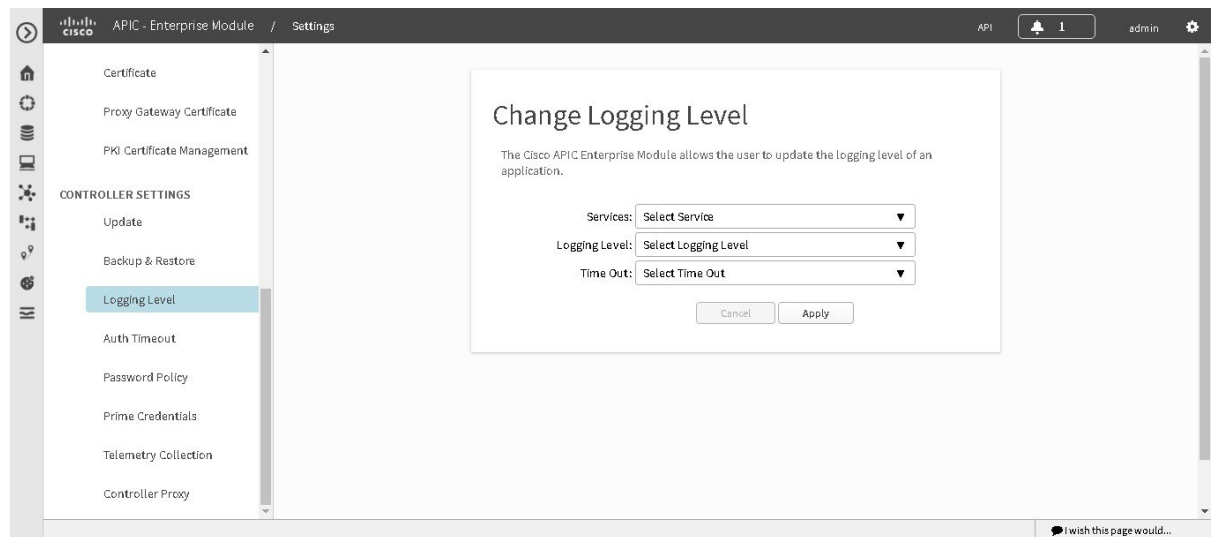 cisco APIC - Enterprise Module / Settings API 1 admin
Certificate
Proxy Gateway Certificate
PKI Certificate Management
CONTROLLER SETTINGS
Update
Backup & Restore
Logging Level
Auth Timeout
Password Policy
Prime Credentials
Telemetry Collection
Controller Proxy
Change Logging Level
The Cisco APIC Enterprise Module allows the user to update the logging level of an
application.
Services: Select Service
Logging Level: Select Logging Level
Time Out: Select Time Out
Cancel Apply
I wish this page would...